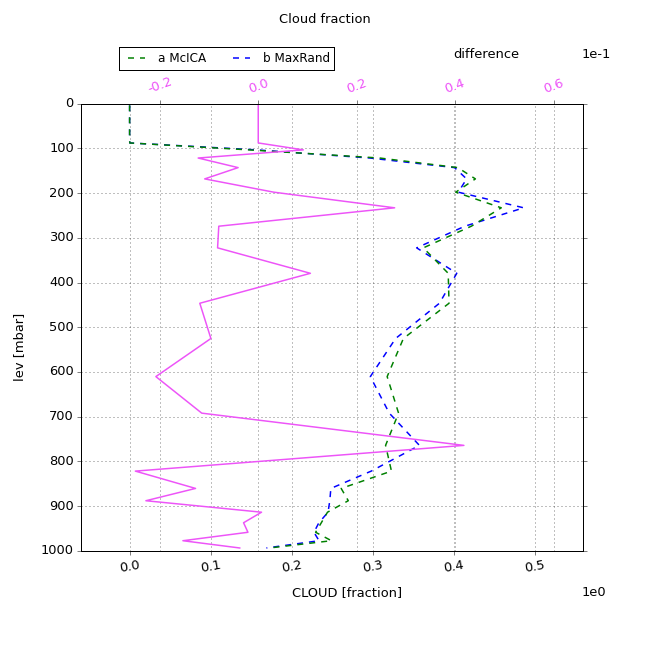 Cloud fraction
a McICA b MaxRand difference 1e-1
-0.2 0.0 0.2 0.4 0.6
0
100
200
300
400
500
600
700
800
900
1000
lev [mbar]
0.0 0.1 0.2 0.3 0.4 0.5
CLOUD [fraction] 1e0